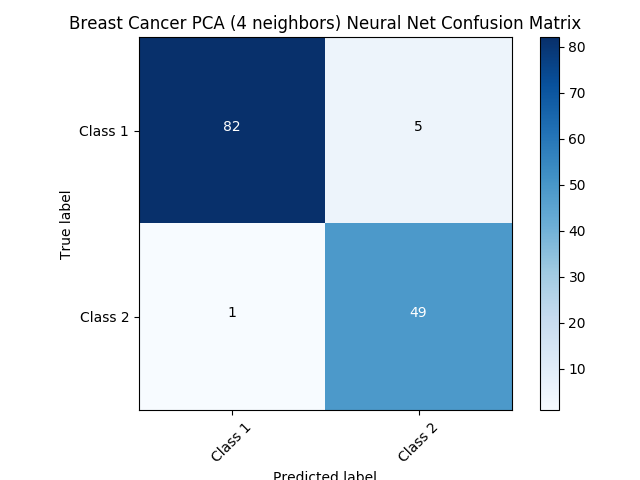 Breast Cancer PCA (4 neighbors) Neural Net Confusion Matrix
Class 1
82
5
Class 2
1
49
True label
Class 1
Class 2
Predicted label
80
70
60
50
40
30
20
10